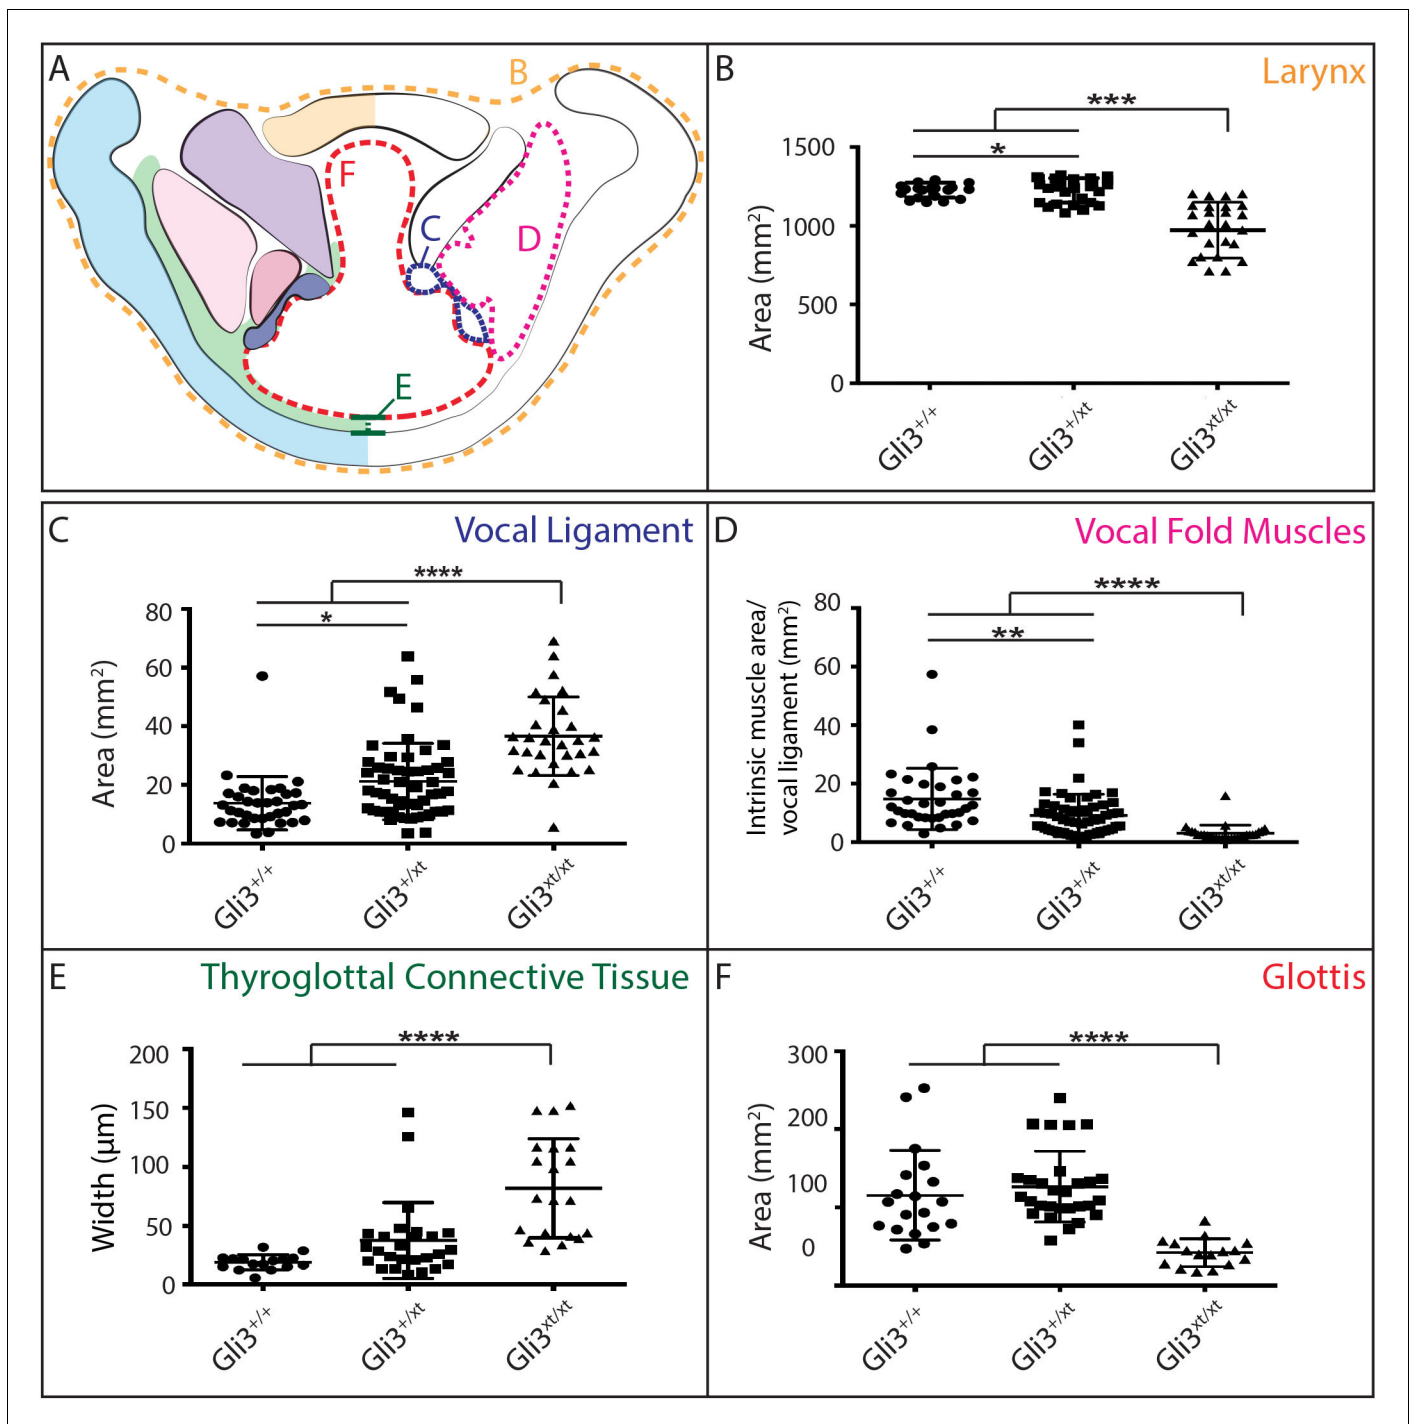 A
B
F
C
D
E
B
Larynx
***
*
1500
1000
500
0
Area (mm²)
Gli3+/+
Gli3+/xt
Gli3xt/xt
C
Vocal Ligament
****
*
80
60
40
20
0
Area (mm²)
Gli3+/+
Gli3+/xt
Gli3xt/xt
D
Vocal Fold Muscles
****
**
80
60
40
20
0
Intrinsic muscle area/
vocal ligament (mm²)
Gli3+/+
Gli3+/xt
Gli3xt/xt
E
Thyroglottal Connective Tissue
****
200
150
100
50
0
Width (µm)
Gli3+/+
Gli3+/xt
Gli3xt/xt
F
Glottis
****
300
200
100
0
Area (mm²)
Gli3+/+
Gli3+/xt
Gli3xt/xt